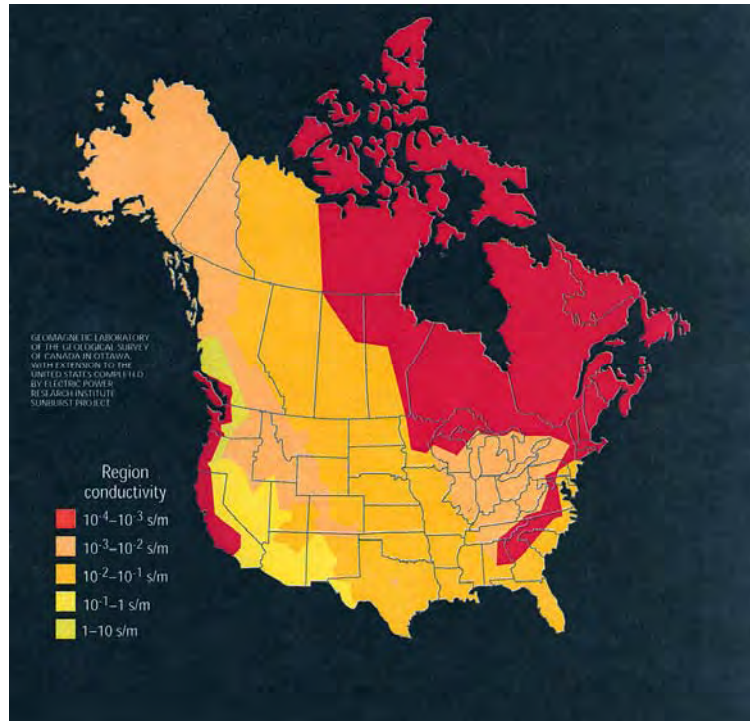 GEOMAGNETIC LABORATORY
OF THE GEOLOGICAL SURVEY
OF CANADA IN OTTAWA.
WITH EXTENSION TO THE
UNITED STATES COMPLETED
BY ELECTRIC POWER
RESEARCH INSTITUTE
SUNBURST PROJECT.
Region
conductivity
10⁻⁴–10⁻³ s/m
10⁻³–10⁻² s/m
10⁻²–10⁻¹ s/m
10⁻¹–1 s/m
1–10 s/m